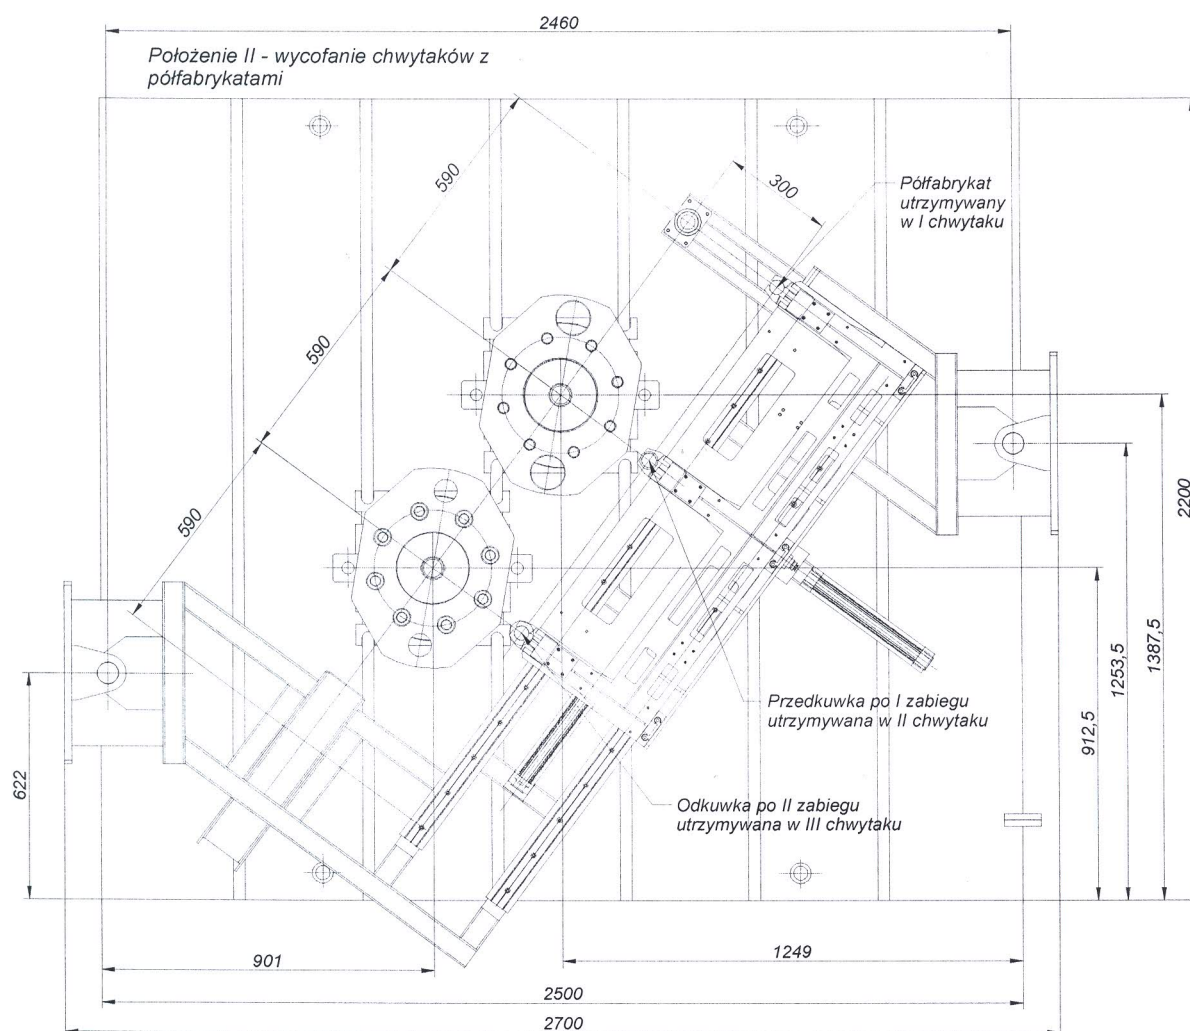 2460
Położenie II - wycofanie chwytaków z
półfabrykatami
590
300
Półfabrykat
utrzymywany
w I chwytaku
590
2200
590
1387,5
1253,5
912,5
Przedkuwka po I zabiegu
utrzymywana w II chwytaku
622
Odkuwka po II zabiegu
utrzymywana w III chwytaku
901
1249
2500
2700